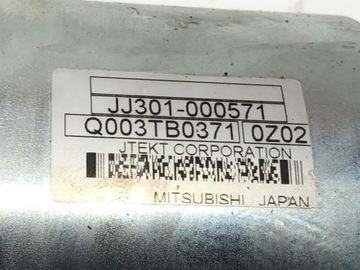 JJ301-000571
Q003TB0371 0Z02
JTEKT CORPORATION
MITSUBISHI JAPAN